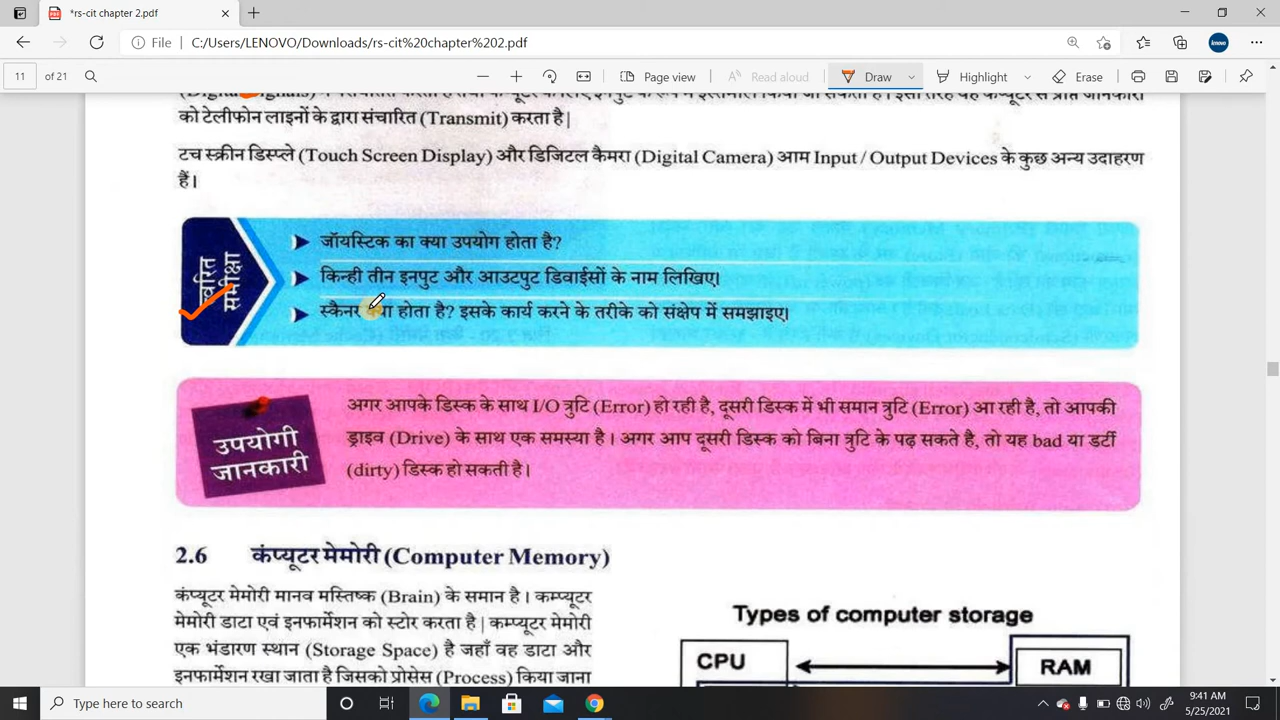 *rs-cit chapter 2.pdf
File C:/Users/LENOVO/Downloads/rs-cit%20chapter%202.pdf
11 of 21 Page view Read aloud Draw Highlight Erase
को टेलीफोन लाइनों के द्वारा संचारित (Transmit) करता है|
टच स्क्रीन डिस्प्ले (Touch Screen Display) और डिजिटल कैमरा (Digital Camera) आम Input / Output Devices के कुछ अन्य उदाहरण
हैं।
त्वरित
समीक्षा
जॉयस्टिक का क्या उपयोग होता है?
किन्ही तीन इनपुट और आउटपुट डिवाईसों के नाम लिखिए।
स्कैनर क्या होता है? इसके कार्य करने के तरीके को संक्षेप में समझाइए।
उपयोगी
जानकारी
अगर आपके डिस्क के साथ I/O त्रुटि (Error) हो रही है, दूसरी डिस्क में भी समान त्रुटि (Error) आ रही है, तो आपकी
ड्राइव (Drive) के साथ एक समस्या है। अगर आप दूसरी डिस्क को बिना त्रुटि के पढ़ सकते है, तो यह bad या डर्टी
(dirty) डिस्क हो सकती है।
2.6 कंप्यूटर मेमोरी (Computer Memory)
कंप्यूटर मेमोरी मानव मस्तिष्क (Brain) के समान है। कम्प्यूटर
मेमोरी डाटा एवं इनफार्मेशन को स्टोर करता है| कम्प्यूटर मेमोरी
एक भंडारण स्थान (Storage Space) है जहाँ वह डाटा और
इनफार्मेशन रखा जाता है जिसको प्रोसेस (Process) किया जाना
Types of computer storage
CPU
RAM
Type here to search
9:41 AM
5/25/2021